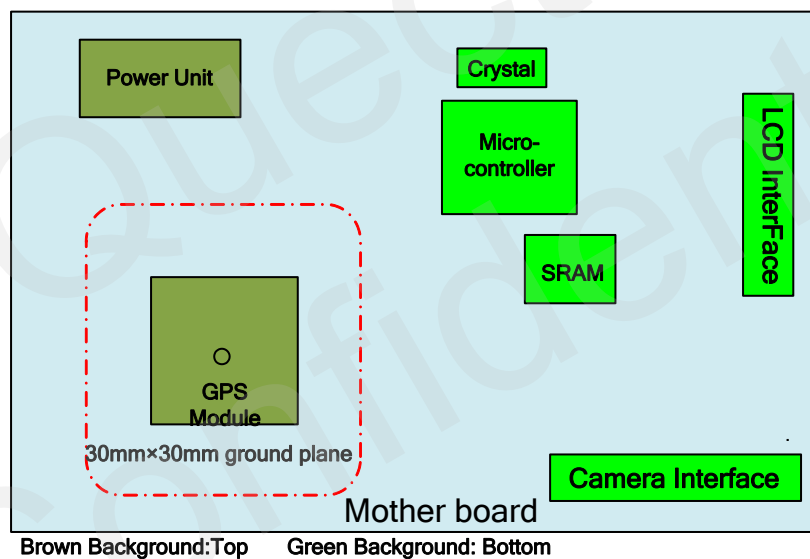 Power Unit
Crystal
Micro-
controller
LCD InterFace
SRAM
GPS
Module
30mm×30mm ground plane
Camera Interface
Mother board
Brown Background:Top Green Background: Bottom